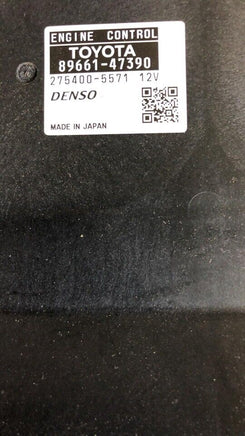 ENGINE CONTROL
TOYOTA
89661-47390
275400-5571 12V
DENSO
MADE IN JAPAN